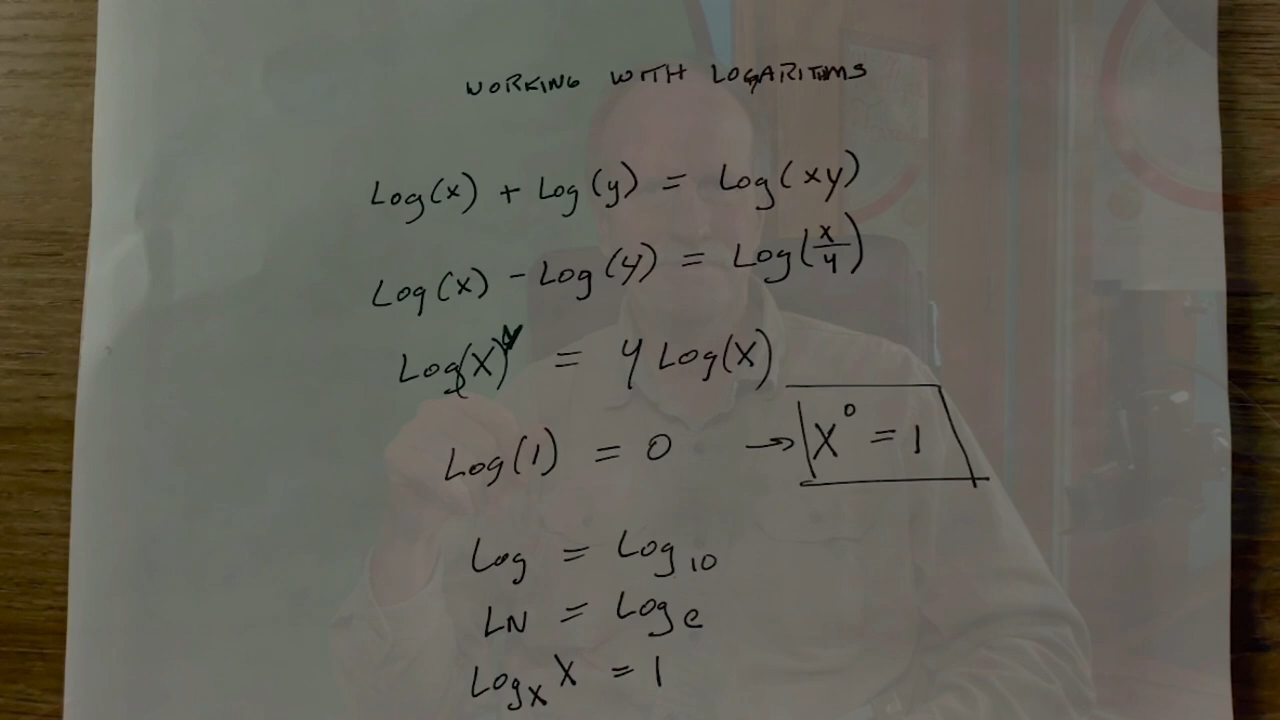 WORKING WITH LOGARITHMS
Log(x) + Log(y) = Log(xy)
Log(x) - Log(y) = Log(x/y)
Log(x)^y = y Log(x)
Log(1) = 0 → x^0 = 1
Log = Log₁₀
LN = Logₑ
Logₓ X = 1